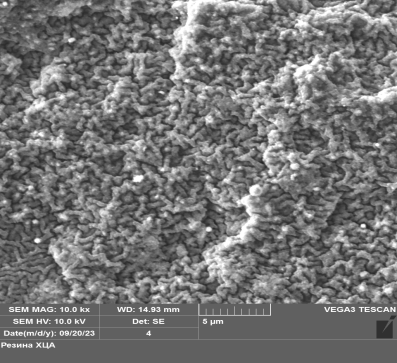 SEM MAG: 10.0 kx WD: 14.93 mm VEGA3 TESCAN
SEM HV: 10.0 kV Det: SE 5 µm
Date(m/d/y): 09/20/23 4
Резина ХЦА